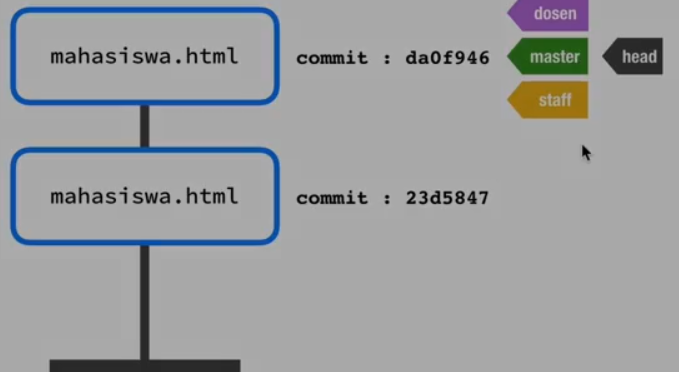 dosen
mahasiswa.html commit : da0f946 master head
staff
mahasiswa.html commit : 23d5847